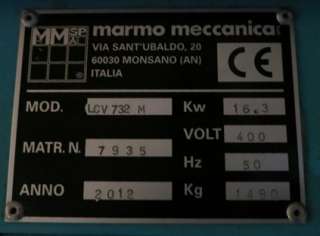 MM SPA marmo meccanica
VIA SANT'UBALDO, 20
60030 MONSANO (AN)
ITALIA
CE
MOD. LCV 732 M Kw 16.3
VOLT 400
MATR. N. 7935
Hz 50
ANNO 2012 Kg 1480